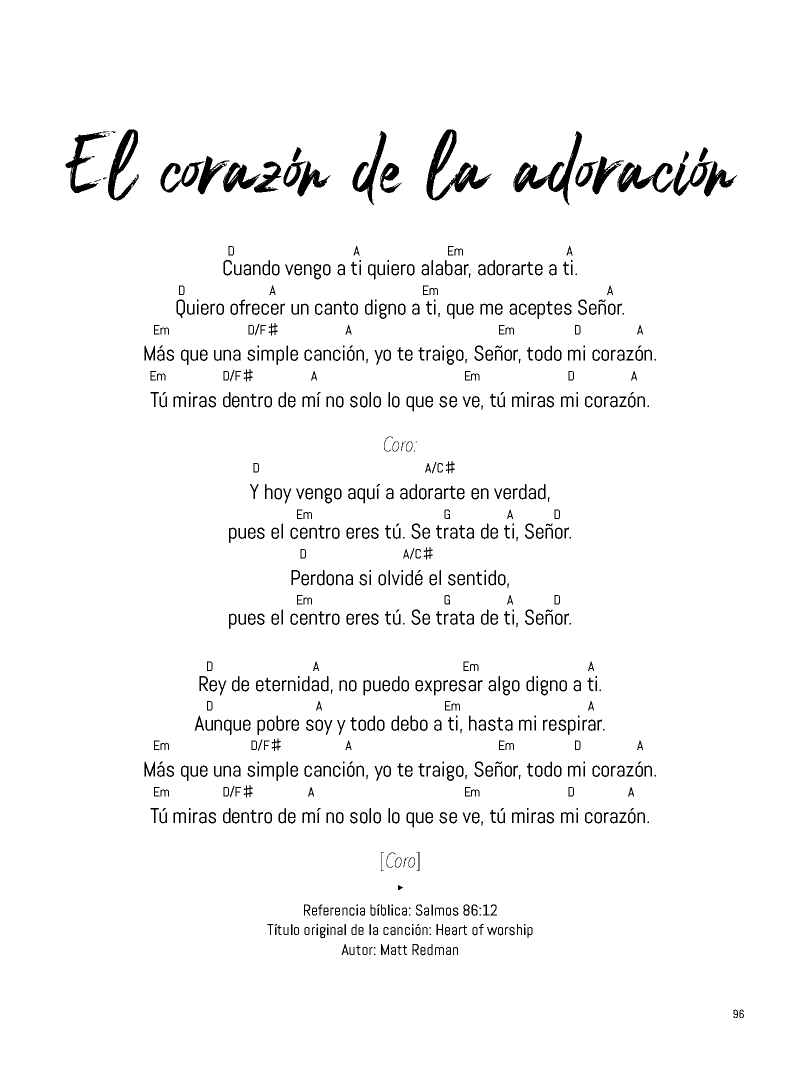 El corazón de la adoración
D A Em A
Cuando vengo a ti quiero alabar, adorarte a ti.
D A Em A
Quiero ofrecer un canto digno a ti, que me aceptes Señor.
Em D/F♯ A Em D A
Más que una simple canción, yo te traigo, Señor, todo mi corazón.
Em D/F♯ A Em D A
Tú miras dentro de mí no solo lo que se ve, tú miras mi corazón.
Coro:
D A/C♯
Y hoy vengo aquí a adorarte en verdad,
Em G A D
pues el centro eres tú. Se trata de ti, Señor.
D A/C♯
Perdona si olvidé el sentido,
Em G A D
pues el centro eres tú. Se trata de ti, Señor.
D A Em A
Rey de eternidad, no puedo expresar algo digno a ti.
D A Em A
Aunque pobre soy y todo debo a ti, hasta mi respirar.
Em D/F♯ A Em D A
Más que una simple canción, yo te traigo, Señor, todo mi corazón.
Em D/F♯ A Em D A
Tú miras dentro de mí no solo lo que se ve, tú miras mi corazón.
[Coro]
Referencia bíblica: Salmos 86:12
Título original de la canción: Heart of worship
Autor: Matt Redman
96